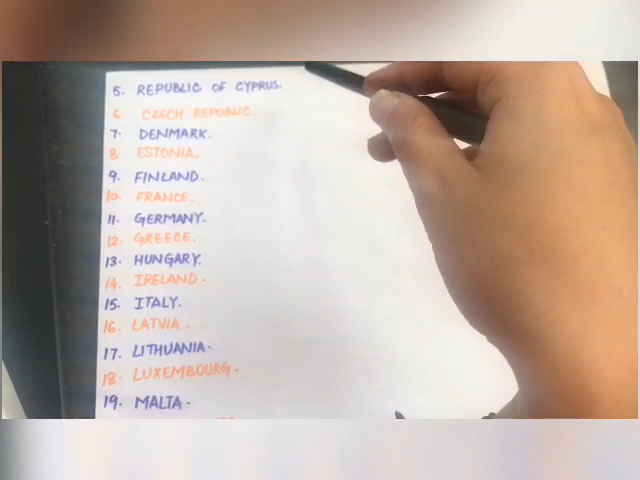 5. REPUBLIC OF CYPRUS.
6. CZECH REPUBLIC.
7. DENMARK.
8. ESTONIA.
9. FINLAND.
10. FRANCE.
11. GERMANY.
12. GREECE.
13. HUNGARY.
14. IRELAND.
15. ITALY.
16. LATVIA.
17. LITHUANIA.
18. LUXEMBOURG.
19. MALTA.